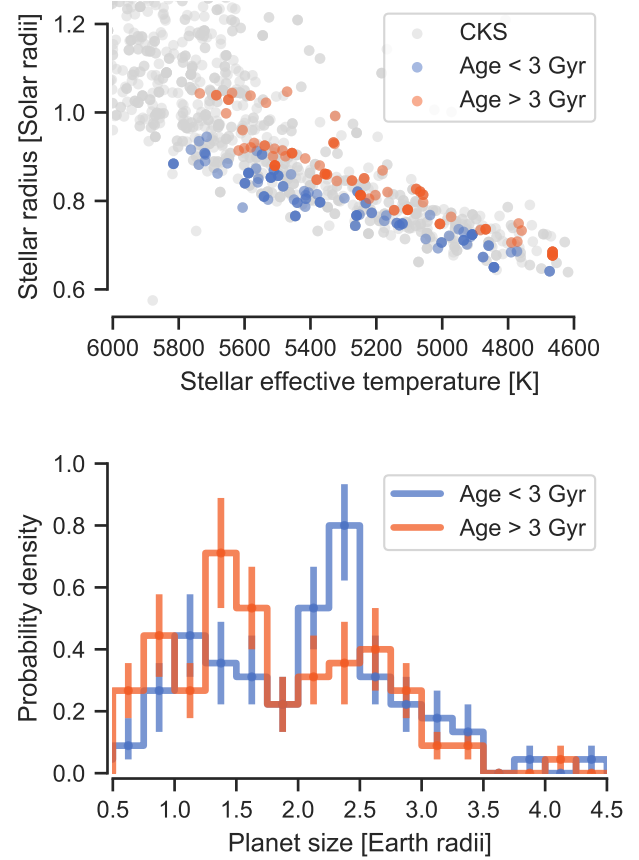 1.2
1.0
0.8
0.6
Stellar radius [Solar radii]
CKS
Age < 3 Gyr
Age > 3 Gyr
6000 5800 5600 5400 5200 5000 4800 4600
Stellar effective temperature [K]
1.0
0.8
0.6
0.4
0.2
0.0
Probability density
Age < 3 Gyr
Age > 3 Gyr
0.5 1.0 1.5 2.0 2.5 3.0 3.5 4.0 4.5
Planet size [Earth radii]